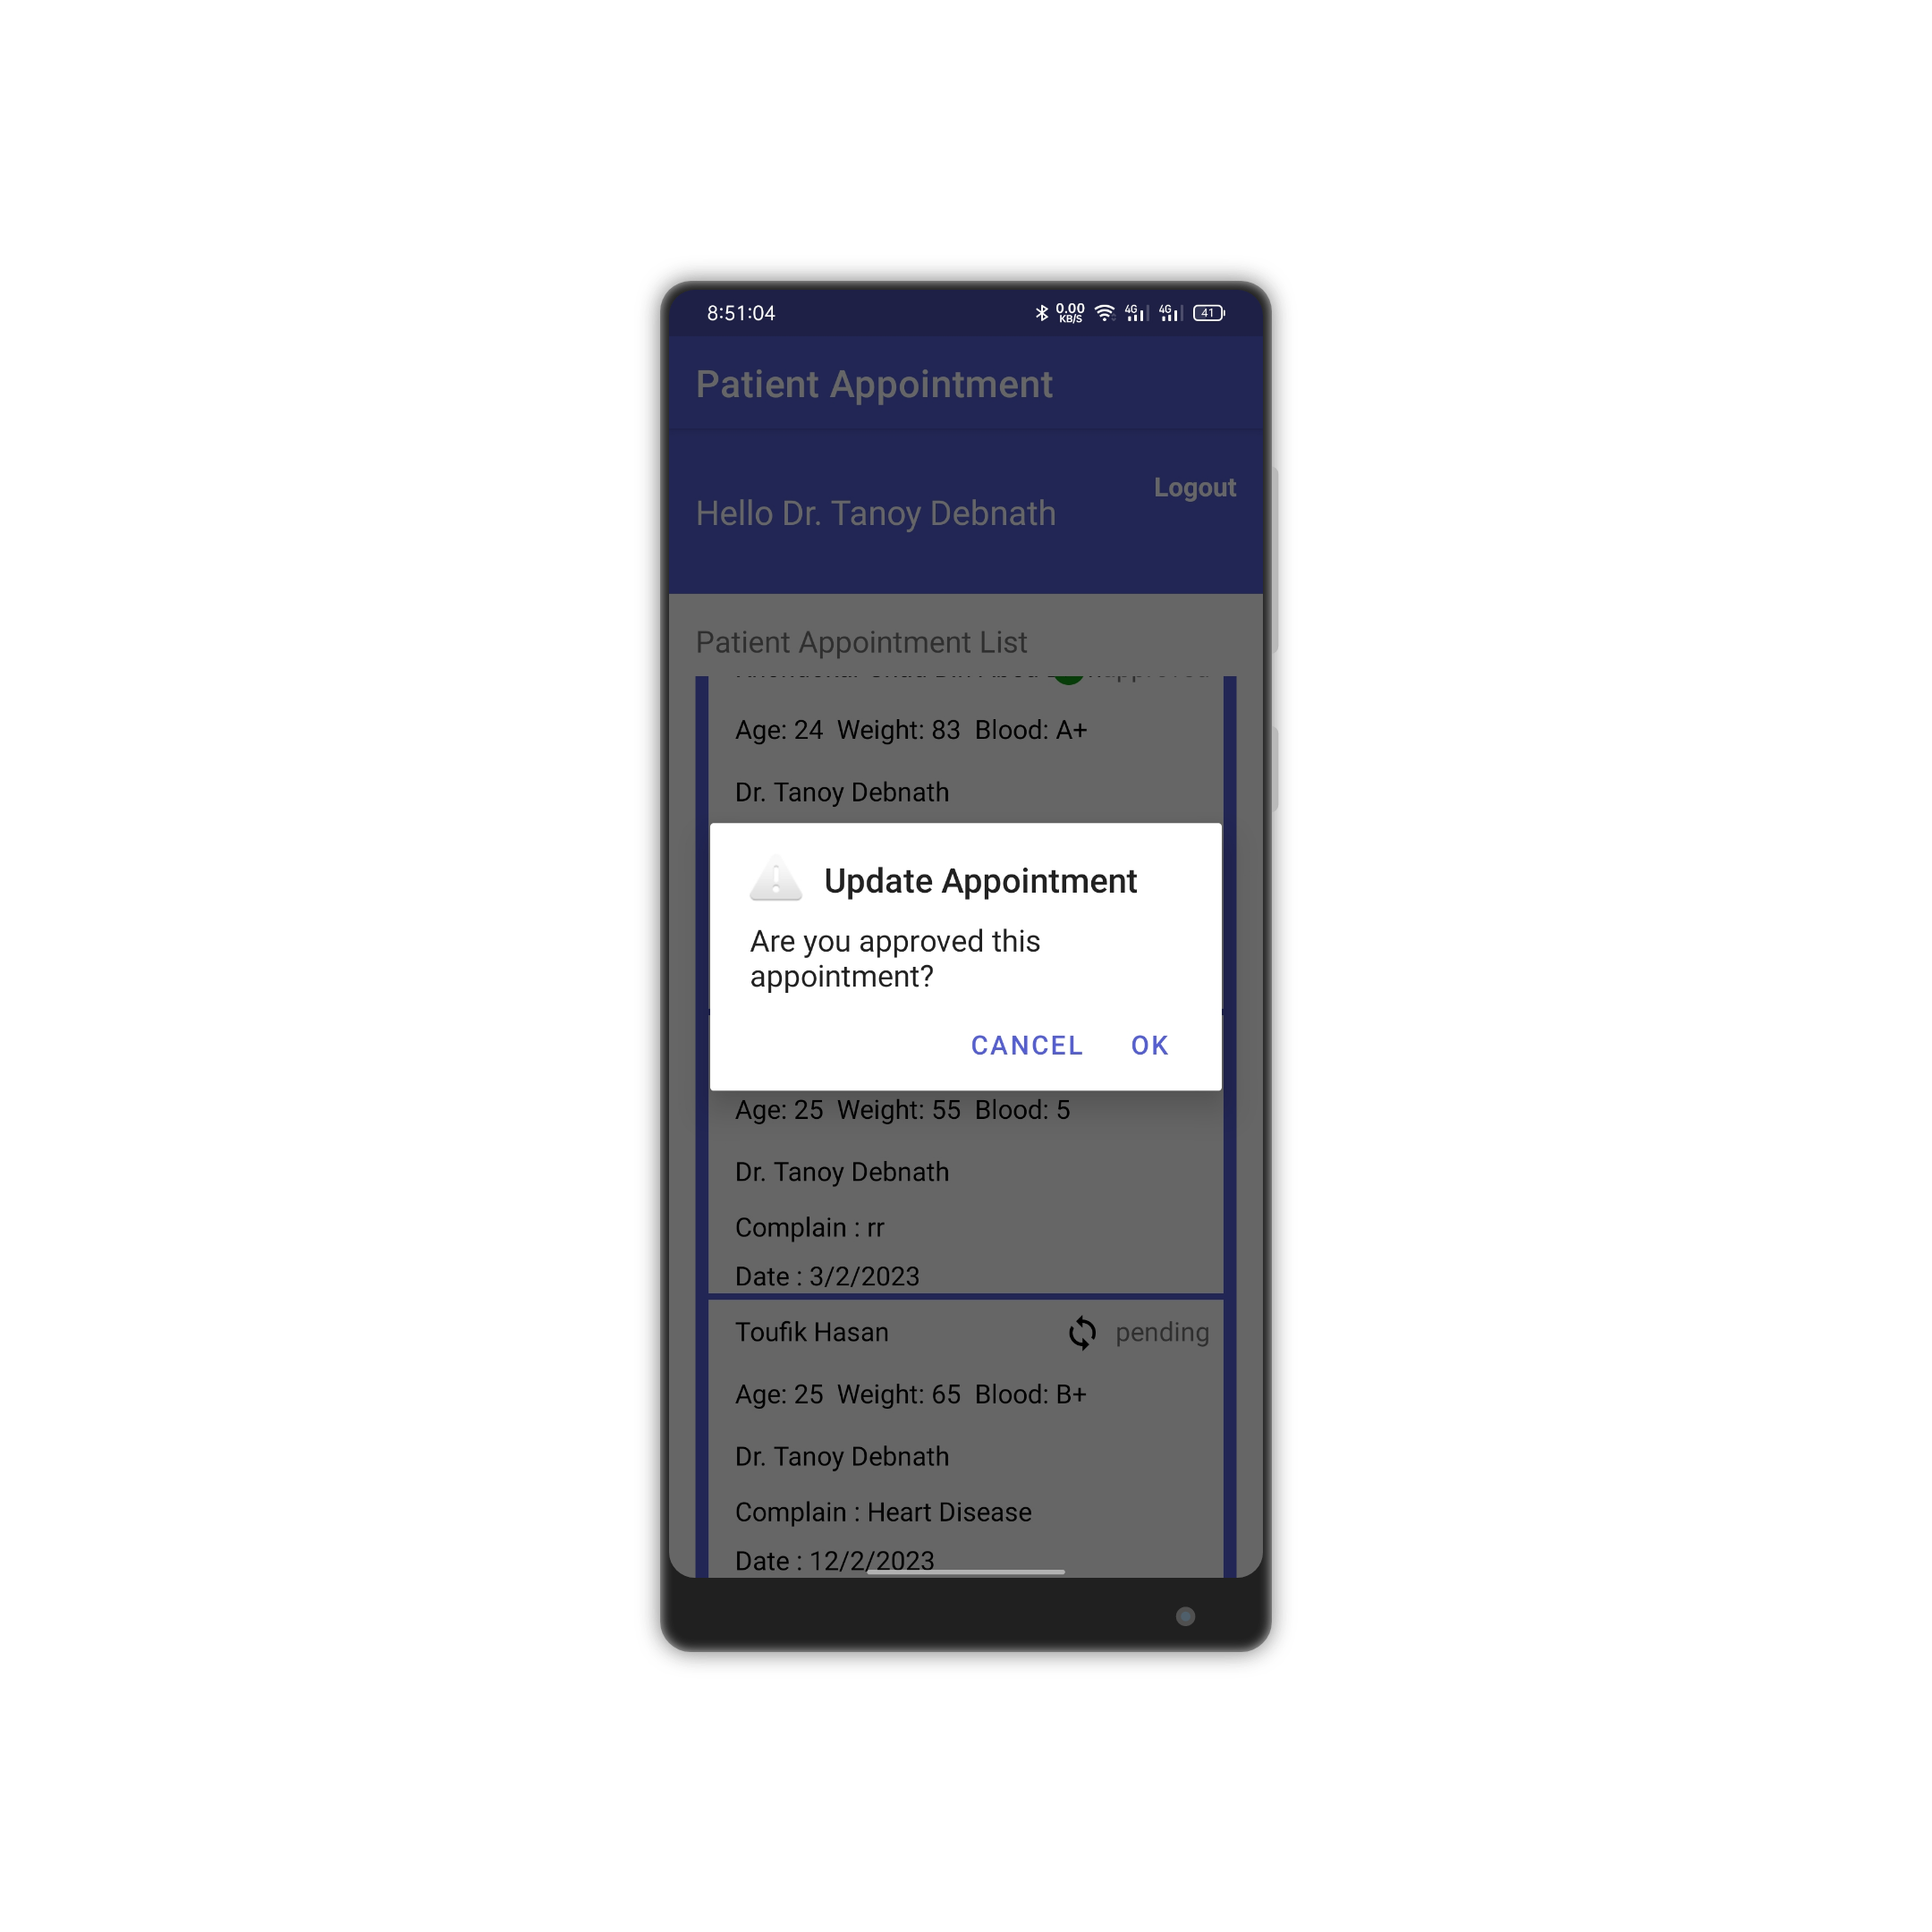 8:51:04 0.00 KB/S 4G 4G 41
Patient Appointment
Logout
Hello Dr. Tanoy Debnath
Patient Appointment List
Age: 24 Weight: 83 Blood: A+
Dr. Tanoy Debnath
Update Appointment
Are you approved this
appointment?
CANCEL OK
Age: 25 Weight: 55 Blood: 5
Dr. Tanoy Debnath
Complain : rr
Date : 3/2/2023
Toufik Hasan pending
Age: 25 Weight: 65 Blood: B+
Dr. Tanoy Debnath
Complain : Heart Disease
Date : 12/2/2023